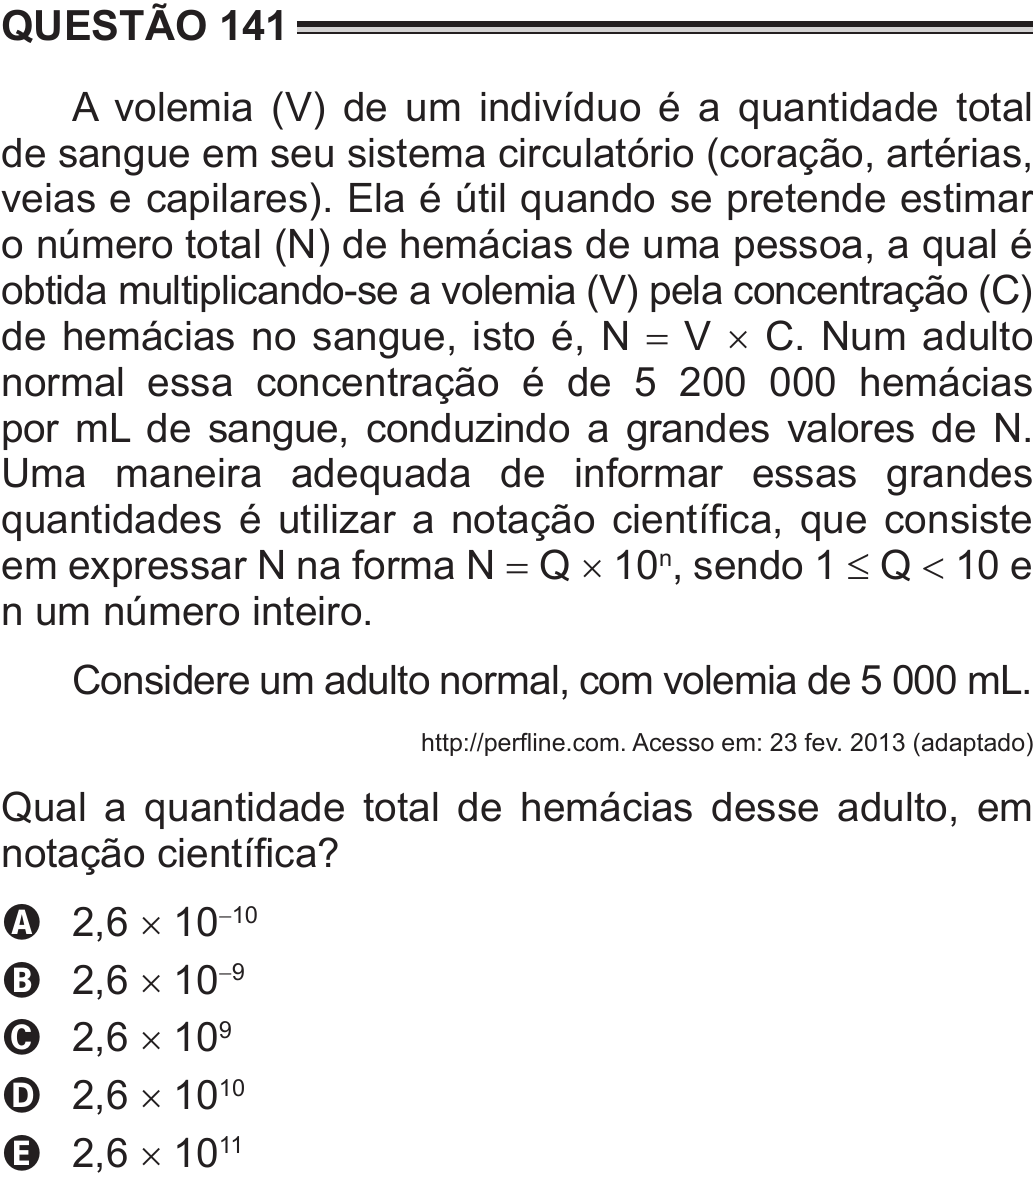 QUESTÃO 141
A volemia (V) de um indivíduo é a quantidade total
de sangue em seu sistema circulatório (coração, artérias,
veias e capilares). Ela é útil quando se pretende estimar
o número total (N) de hemácias de uma pessoa, a qual é
obtida multiplicando-se a volemia (V) pela concentração (C)
de hemácias no sangue, isto é, N = V × C. Num adulto
normal essa concentração é de 5 200 000 hemácias
por mL de sangue, conduzindo a grandes valores de N.
Uma maneira adequada de informar essas grandes
quantidades é utilizar a notação científica, que consiste
em expressar N na forma N = Q × 10ⁿ, sendo 1 ≤ Q < 10 e
n um número inteiro.
Considere um adulto normal, com volemia de 5 000 mL.
http://perfline.com. Acesso em: 23 fev. 2013 (adaptado)
Qual a quantidade total de hemácias desse adulto, em
notação científica?
A 2,6 × 10⁻¹⁰
B 2,6 × 10⁻⁹
C 2,6 × 10⁹
D 2,6 × 10¹⁰
E 2,6 × 10¹¹